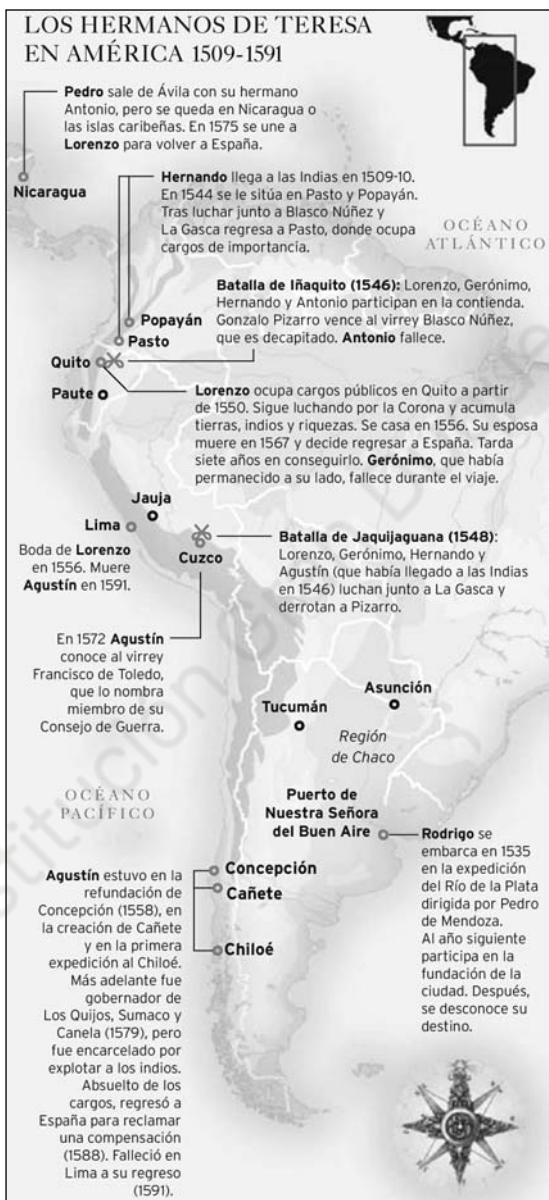 LOS HERMANOS DE TERESA
EN AMÉRICA 1509-1591
Pedro sale de Ávila con su hermano
Antonio, pero se queda en Nicaragua o
las islas caribeñas. En 1575 se une a
Lorenzo para volver a España.
Nicaragua
Hernando llega a las Indias en 1509-10.
En 1544 se le sitúa en Pasto y Popayán.
Tras luchar junto a Blasco Núñez y
La Gasca regresa a Pasto, donde ocupa
cargos de importancia.
OCÉANO
ATLÁNTICO
Batalla de Iñaquito (1546): Lorenzo, Gerónimo,
Hernando y Antonio participan en la contienda.
Gonzalo Pizarro vence al virrey Blasco Núñez,
que es decapitado. Antonio fallece.
Popayán
Pasto
Quito
Paute
Lorenzo ocupa cargos públicos en Quito a partir
de 1550. Sigue luchando por la Corona y acumula
tierras, indios y riquezas. Se casa en 1556. Su esposa
muere en 1567 y decide regresar a España. Tarda
siete años en conseguirlo. Gerónimo, que había
permanecido a su lado, fallece durante el viaje.
Jauja
Lima
Boda de Lorenzo
en 1556. Muere
Agustín en 1591.
Cuzco
Batalla de Jaquijaguana (1548):
Lorenzo, Gerónimo, Hernando y
Agustín (que había llegado a las Indias
en 1546) luchan junto a La Gasca y
derrotan a Pizarro.
En 1572 Agustín
conoce al virrey
Francisco de Toledo,
que lo nombra
miembro de su
Consejo de Guerra.
Asunción
Tucumán
Región
de Chaco
OCÉANO
PACÍFICO
Puerto de
Nuestra Señora
del Buen Aire
Rodrigo se
embarca en 1535
en la expedición
del Río de la Plata
dirigida por Pedro
de Mendoza.
Al año siguiente
participa en la
fundación de la
ciudad. Después,
se desconoce su
destino.
Concepción
Cañete
Chiloé
Agustín estuvo en la
refundación de
Concepción (1558), en
la creación de Cañete
y en la primera
expedición al Chiloé.
Más adelante fue
gobernador de
Los Quijos, Sumaco y
Canela (1579), pero
fue encarcelado por
explotar a los indios.
Absuelto de los
cargos, regresó a
España para reclamar
una compensación
(1588). Falleció en
Lima a su regreso
(1591).